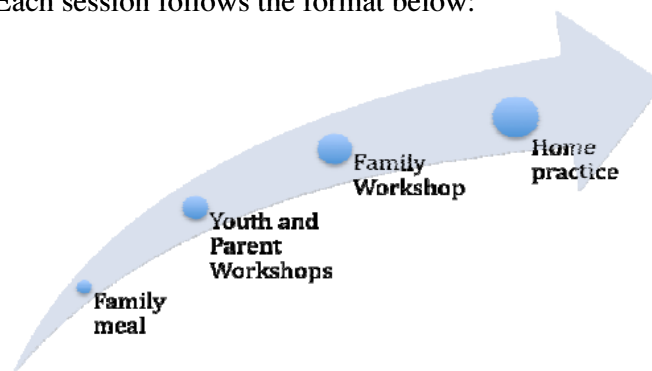 Each session follows the format below:
Home
practice
Family
Workshop
Youth and
Parent
Workshops
Family
meal